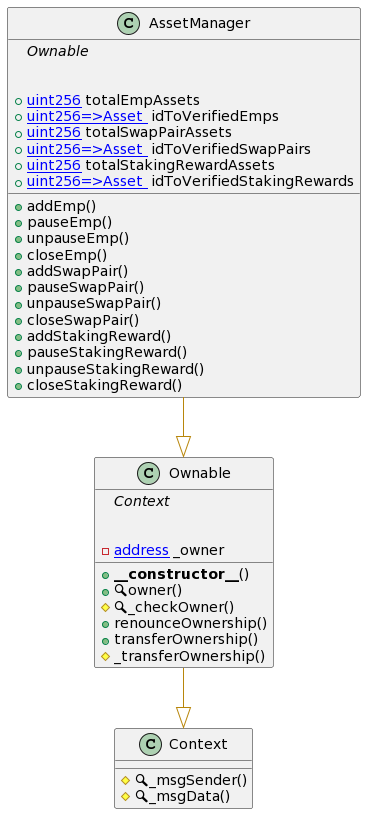 C AssetManager
Ownable
uint256 totalEmpAssets
uint256=>Asset idToVerifiedEmps
uint256 totalSwapPairAssets
uint256=>Asset idToVerifiedSwapPairs
uint256 totalStakingRewardAssets
uint256=>Asset idToVerifiedStakingRewards
addEmp()
pauseEmp()
unpauseEmp()
closeEmp()
addSwapPair()
pauseSwapPair()
unpauseSwapPair()
closeSwapPair()
addStakingReward()
pauseStakingReward()
unpauseStakingReward()
closeStakingReward()
C Ownable
Context
address _owner
__constructor__()
owner()
_checkOwner()
renounceOwnership()
transferOwnership()
_transferOwnership()
C Context
_msgSender()
_msgData()